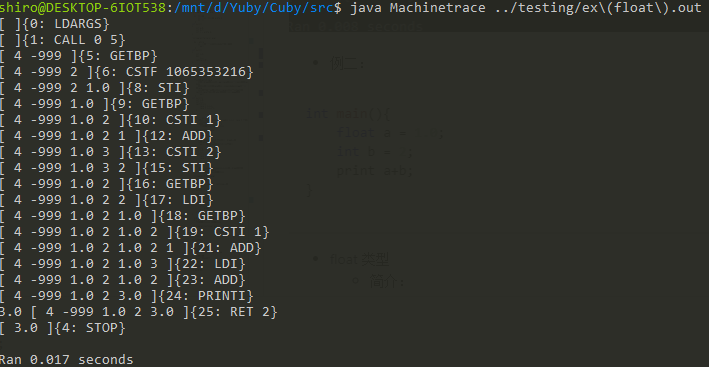 shiro@DESKTOP-6IOT538:/mnt/d/Yuby/Cuby/src$ java Machinetrace ../testing/ex\(float\).out
[ ]{0: LDARGS}
[ ]{1: CALL 0 5}
[ 4 -999 ]{5: GETBP}
[ 4 -999 2 ]{6: CSTF 1065353216}
[ 4 -999 2 1.0 ]{8: STI}
[ 4 -999 1.0 ]{9: GETBP}
[ 4 -999 1.0 2 ]{10: CSTI 1}
[ 4 -999 1.0 2 1 ]{12: ADD}
[ 4 -999 1.0 3 ]{13: CSTI 2}
[ 4 -999 1.0 3 2 ]{15: STI}
[ 4 -999 1.0 2 ]{16: GETBP}
[ 4 -999 1.0 2 2 ]{17: LDI}
[ 4 -999 1.0 2 1.0 ]{18: GETBP}
[ 4 -999 1.0 2 1.0 2 ]{19: CSTI 1}
[ 4 -999 1.0 2 1.0 2 1 ]{21: ADD}
[ 4 -999 1.0 2 1.0 3 ]{22: LDI}
[ 4 -999 1.0 2 1.0 2 ]{23: ADD}
[ 4 -999 1.0 2 3.0 ]{24: PRINTI}
3.0 [ 4 -999 1.0 2 3.0 ]{25: RET 2}
[ 3.0 ]{4: STOP}
Ran 0.017 seconds